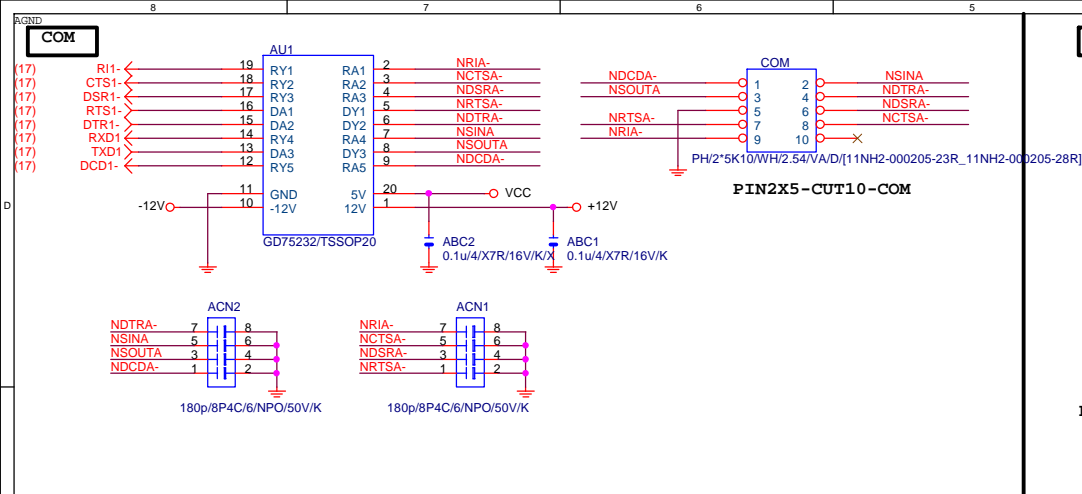 8 7 6 5
AGND
COM
AU1
(17) RI1- 19 RY1 RA1 2 NRIA-
(17) CTS1- 18 RY2 RA2 3 NCTSA-
(17) DSR1- 17 RY3 RA3 4 NDSRA-
(17) RTS1- 16 DA1 DY1 5 NRTSA-
(17) DTR1- 15 DA2 DY2 6 NDTRA-
(17) RXD1 14 RY4 RA4 7 NSINA
(17) TXD1 13 DA3 DY3 8 NSOUTA
(17) DCD1- 12 RY5 RA5 9 NDCDA-
11 GND 5V 20 VCC
-12V 10 -12V 12V 1 +12V
GD75232/TSSOP20
ABC2
0.1u/4/X7R/16V/K/X
ABC1
0.1u/4/X7R/16V/K
COM
NDCDA- 1 2 NSINA
NSOUTA 3 4 NDTRA-
5 6 NDSRA-
NRTSA- 7 8 NCTSA-
NRIA- 9 10
PH/2*5K10/WH/2.54/VA/D/[11NH2-000205-23R_11NH2-000205-28R]
PIN2X5-CUT10-COM
D
ACN2
NDTRA- 7 8
NSINA 5 6
NSOUTA 3 4
NDCDA- 1 2
180p/8P4C/6/NPO/50V/K
ACN1
NRIA- 7 8
NCTSA- 5 6
NDSRA- 3 4
NRTSA- 1 2
180p/8P4C/6/NPO/50V/K